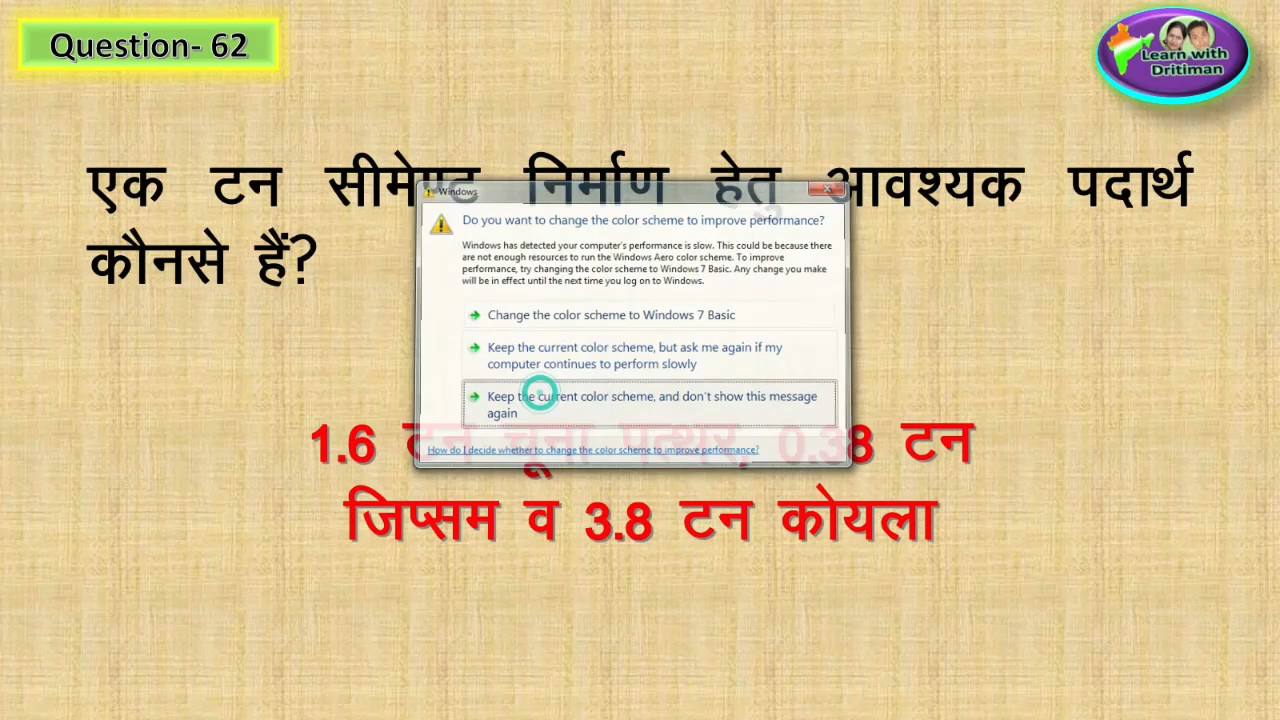 Question- 62
Learn with
Dritiman
एक टन सीमेण्ट निर्माण हेतु आवश्यक पदार्थ
कौनसे हैं?
Windows
Do you want to change the color scheme to improve performance?
Windows has detected your computer's performance is slow. This could be because there
are not enough resources to run the Windows Aero color scheme. To improve
performance, try changing the color scheme to Windows 7 Basic. Any change you make
will be in effect until the next time you log on to Windows.
Change the color scheme to Windows 7 Basic
Keep the current color scheme, but ask me again if my
computer continues to perform slowly
Keep the current color scheme, and don't show this message
again
How do I decide whether to change the color scheme to improve performance?
1.6 टन चूना पत्थर, 0.38 टन
जिप्सम व 3.8 टन कोयला